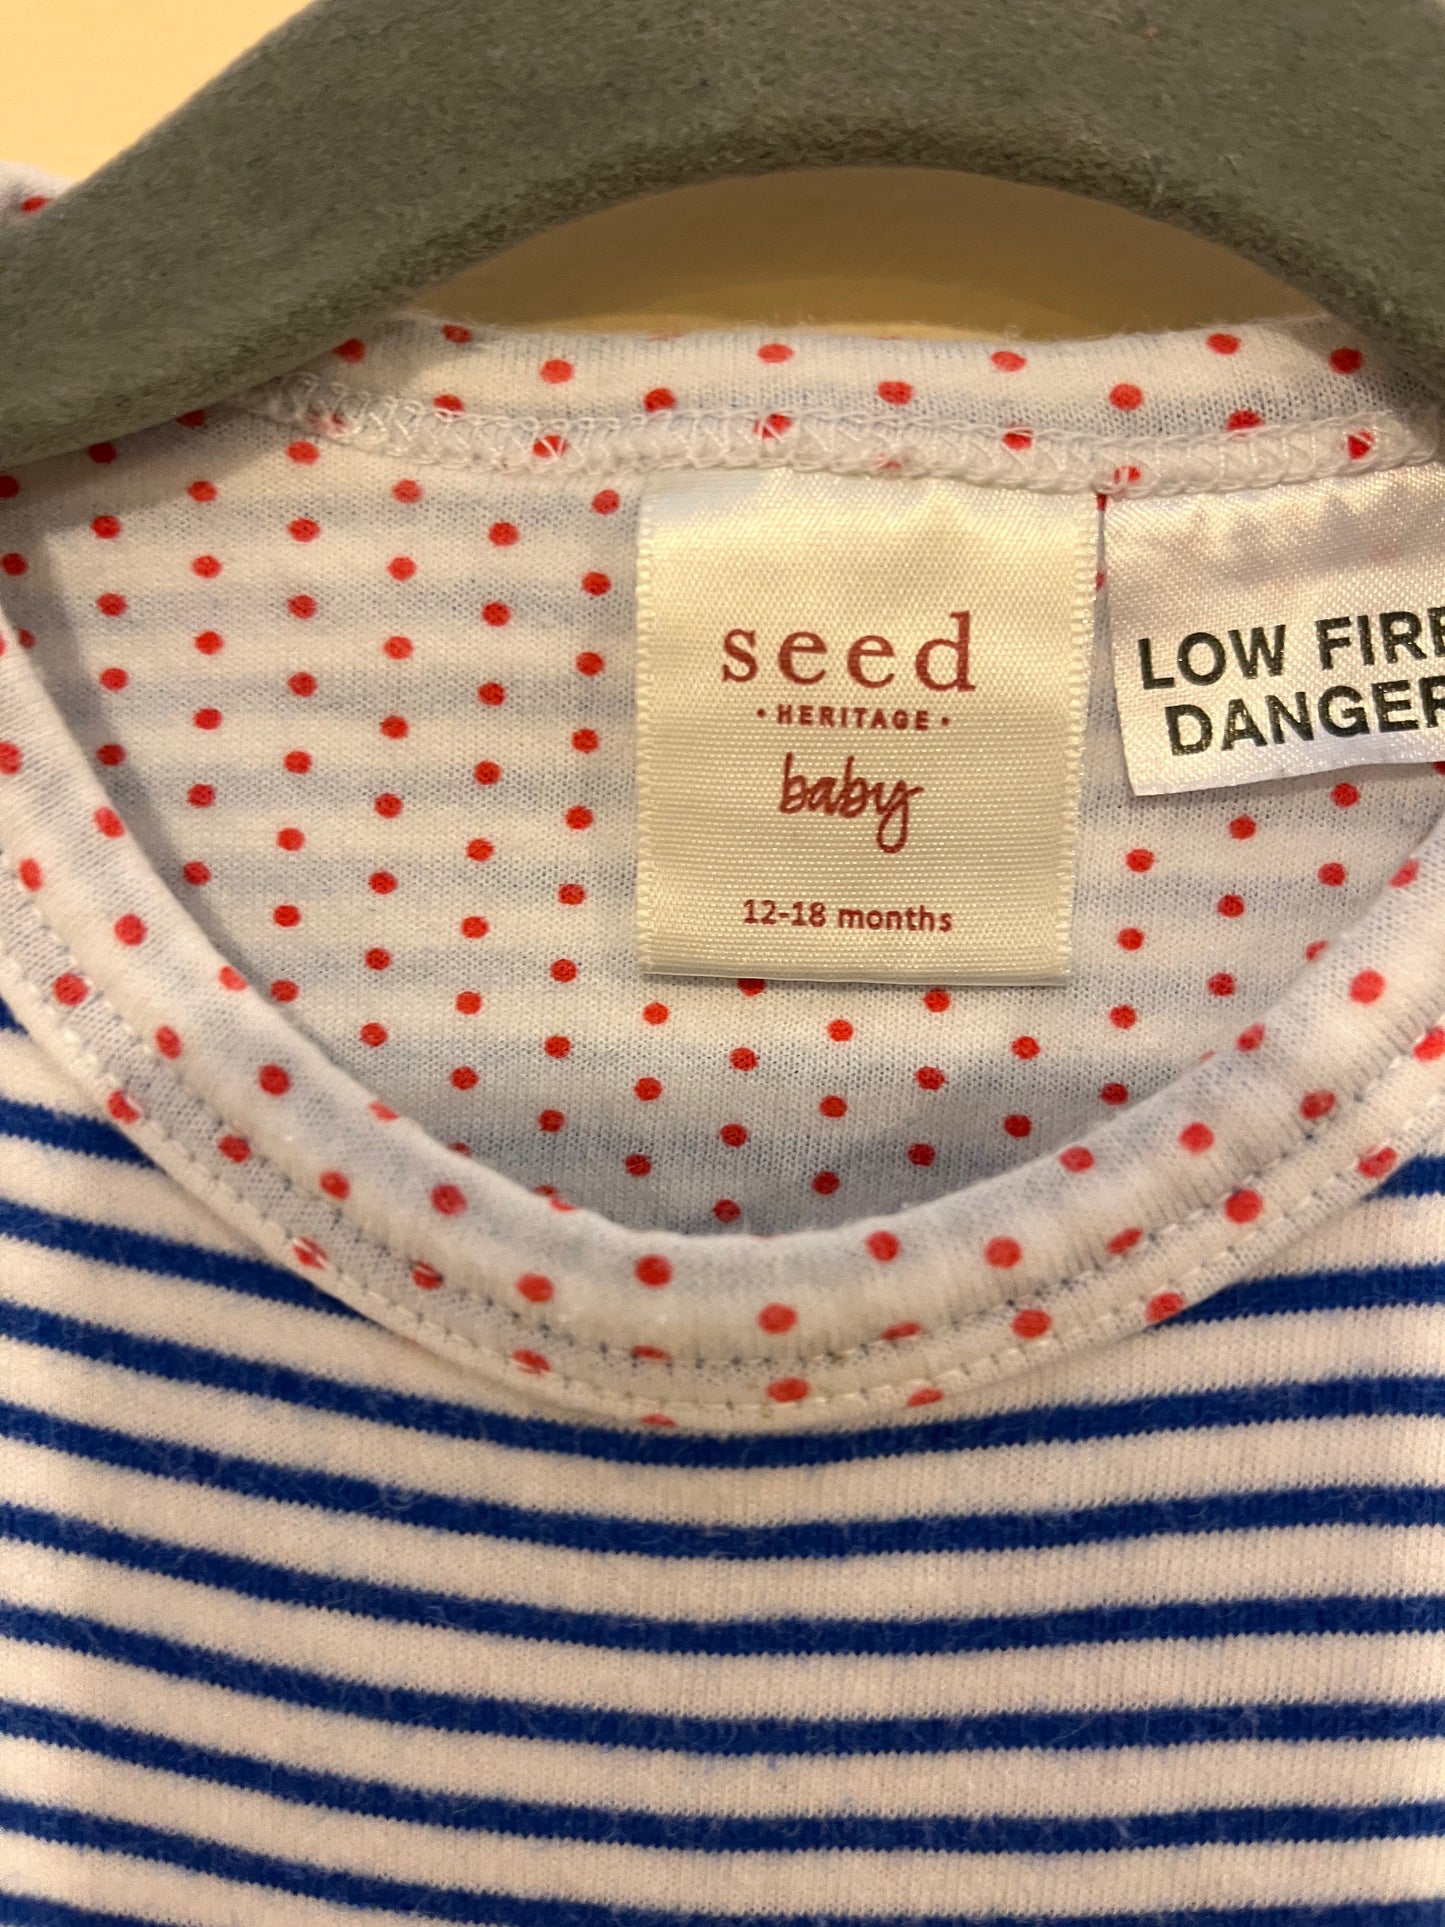 seed
• HERITAGE •
baby
12-18 months
LOW FIRE
DANGER